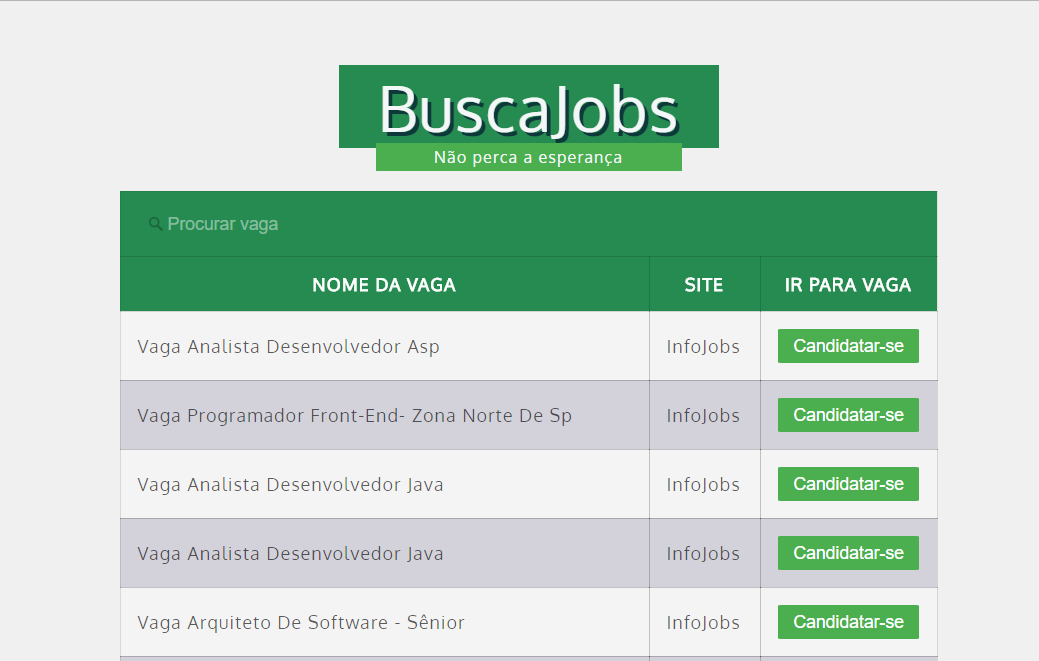 BuscaJobs
Não perca a esperança
Procurar vaga
NOME DA VAGA SITE IR PARA VAGA
Vaga Analista Desenvolvedor Asp InfoJobs Candidatar-se
Vaga Programador Front-End- Zona Norte De Sp InfoJobs Candidatar-se
Vaga Analista Desenvolvedor Java InfoJobs Candidatar-se
Vaga Analista Desenvolvedor Java InfoJobs Candidatar-se
Vaga Arquiteto De Software - Sênior InfoJobs Candidatar-se